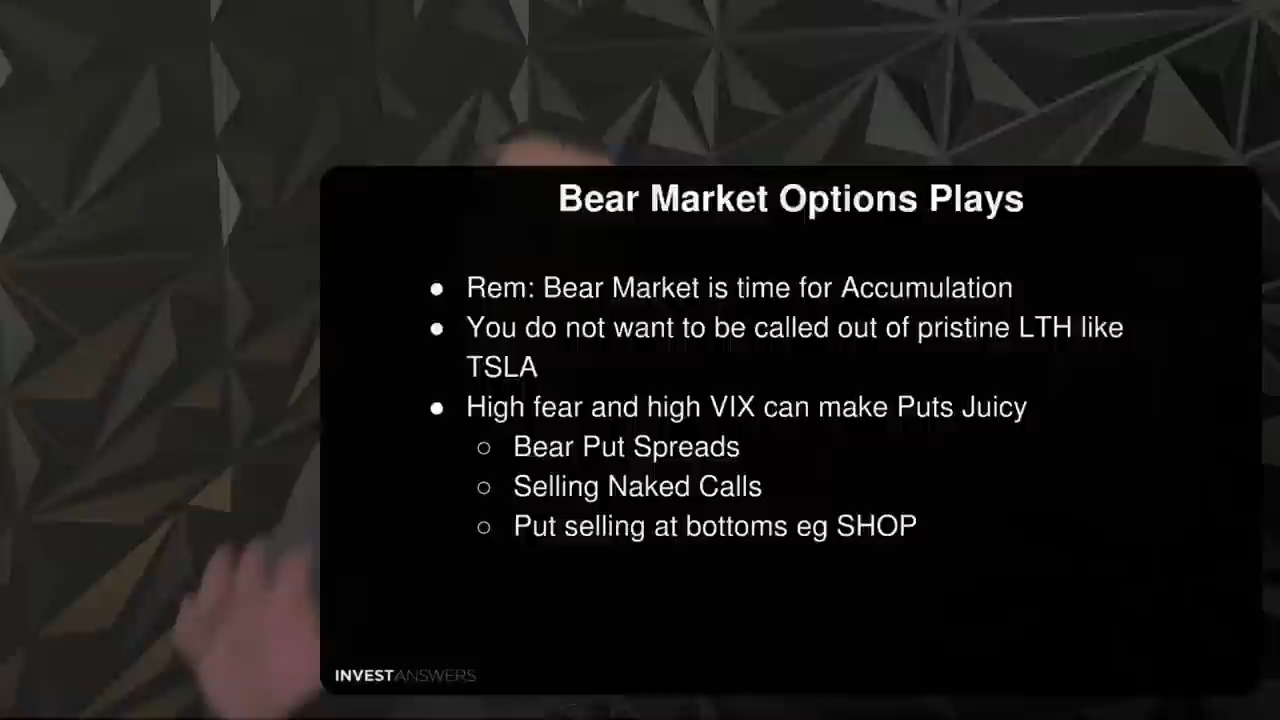 Bear Market Options Plays
● Rem: Bear Market is time for Accumulation
● You do not want to be called out of pristine LTH like
TSLA
● High fear and high VIX can make Puts Juicy
○ Bear Put Spreads
○ Selling Naked Calls
○ Put selling at bottoms eg SHOP
INVESTANSWERS